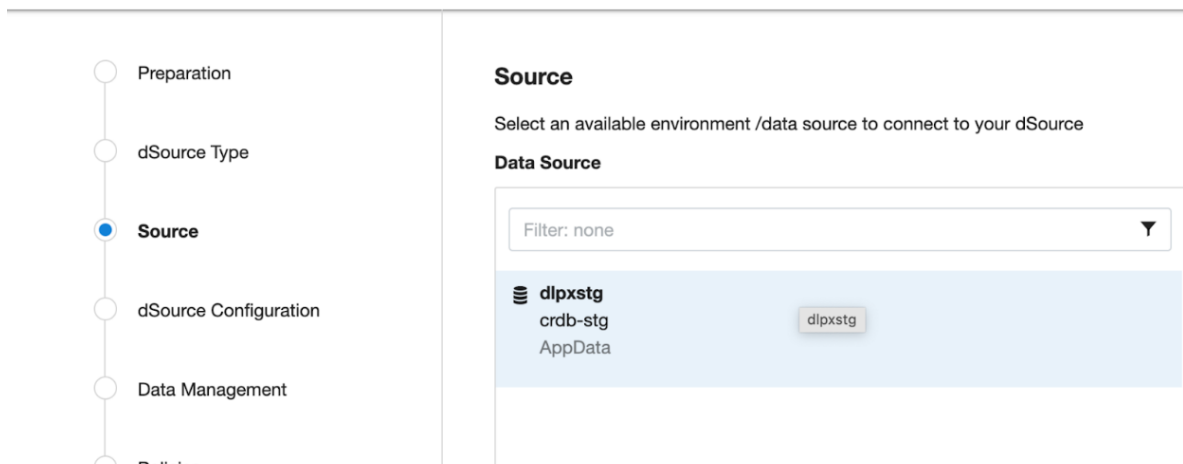 Preparation
dSource Type
Source
dSource Configuration
Data Management
Source
Select an available environment /data source to connect to your dSource
Data Source
Filter: none
dlpxstg
crdb-stg
AppData
dlpxstg